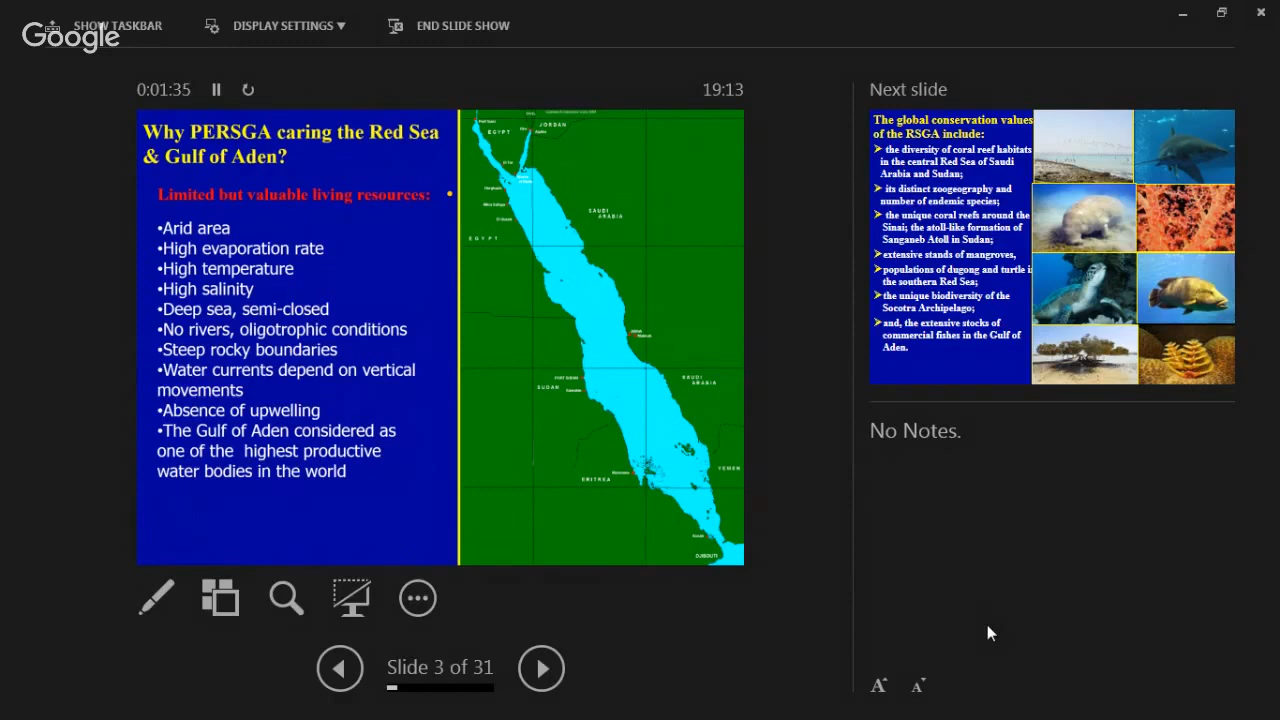 SHOW TASKBAR
DISPLAY SETTINGS ▼
END SLIDE SHOW
Google
0:01:35
19:13
Why PERSGA caring the Red Sea
& Gulf of Aden?
Limited but valuable living resources:
•Arid area
•High evaporation rate
•High temperature
•High salinity
•Deep sea, semi-closed
•No rivers, oligotrophic conditions
•Steep rocky boundaries
•Water currents depend on vertical
movements
•Absence of upwelling
•The Gulf of Aden considered as
one of the highest productive
water bodies in the world
EGYPT
JORDAN
SAUDI
ARABIA
EGYPT
SUDAN
PORT SUDAN
SAUDI
ARABIA
YEMEN
ERITREA
DJIBOUTI
Next slide
The global conservation values
of the RSGA include:
➢ the diversity of coral reef habitats
in the central Red Sea of Saudi
Arabia and Sudan;
➢ its distinct zoogeography and
number of endemic species;
➢ the unique coral reefs around the
Sinai; the atoll-like formation of
Sanganeb Atoll in Sudan;
➢ extensive stands of mangroves,
➢ populations of dugong and turtle i
the southern Red Sea;
➢ the unique biodiversity of the
Socotra Archipelago;
➢ and, the extensive stocks of
commercial fishes in the Gulf of
Aden.
No Notes.
Slide 3 of 31
A A